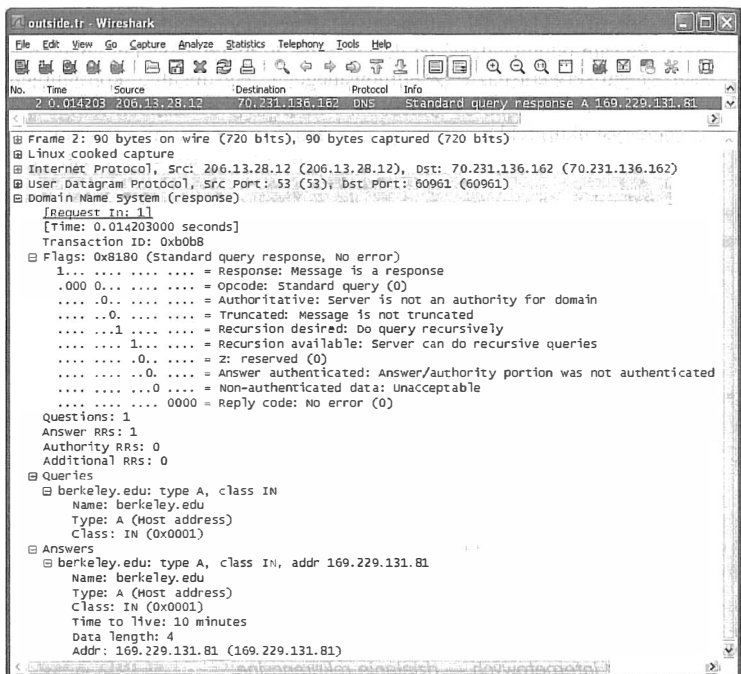 outside.tr - Wireshark
File Edit View Go Capture Analyze Statistics Telephony Tools Help
No. Time Source Destination Protocol Info
2 0.014203 206.13.28.12 70.231.136.162 DNS Standard query response A 169.229.131.81
Frame 2: 90 bytes on wire (720 bits), 90 bytes captured (720 bits)
Linux cooked capture
Internet Protocol, Src: 206.13.28.12 (206.13.28.12), Dst: 70.231.136.162 (70.231.136.162)
User Datagram Protocol, Src Port: 53 (53), Dst Port: 60961 (60961)
Domain Name System (response)
[Request In: 1]
[Time: 0.014203000 seconds]
Transaction ID: 0xb0b8
Flags: 0x8180 (Standard query response, No error)
1... .... .... .... = Response: Message is a response
.000 0... .... .... = Opcode: Standard query (0)
.... .0.. .... .... = Authoritative: Server is not an authority for domain
.... ..0. .... .... = Truncated: Message is not truncated
.... ...1 .... .... = Recursion desired: Do query recursively
.... .... 1... .... = Recursion available: Server can do recursive queries
.... .... .0.. .... = Z: reserved (0)
.... .... ..0. .... = Answer authenticated: Answer/authority portion was not authenticated
.... .... ...0 .... = Non-authenticated data: Unacceptable
.... .... .... 0000 = Reply code: No error (0)
Questions: 1
Answer RRs: 1
Authority RRs: 0
Additional RRs: 0
Queries
berkeley.edu: type A, class IN
Name: berkeley.edu
Type: A (Host address)
Class: IN (0x0001)
Answers
berkeley.edu: type A, class IN, addr 169.229.131.81
Name: berkeley.edu
Type: A (Host address)
Class: IN (0x0001)
Time to live: 10 minutes
Data length: 4
Addr: 169.229.131.81 (169.229.131.81)